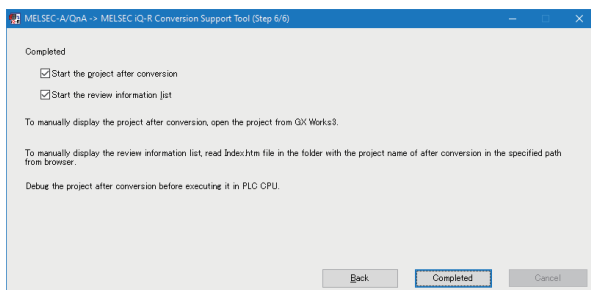 MELSEC-A/QnA -> MELSEC iQ-R Conversion Support Tool (Step 6/6)
Completed
Start the project after conversion
Start the review information list
To manually display the project after conversion, open the project from GX Works3.
To manually display the review information list, read Index.htm file in the folder with the project name of after conversion in the specified path
from browser.
Debug the project after conversion before executing it in PLC CPU.
Back
Completed
Cancel